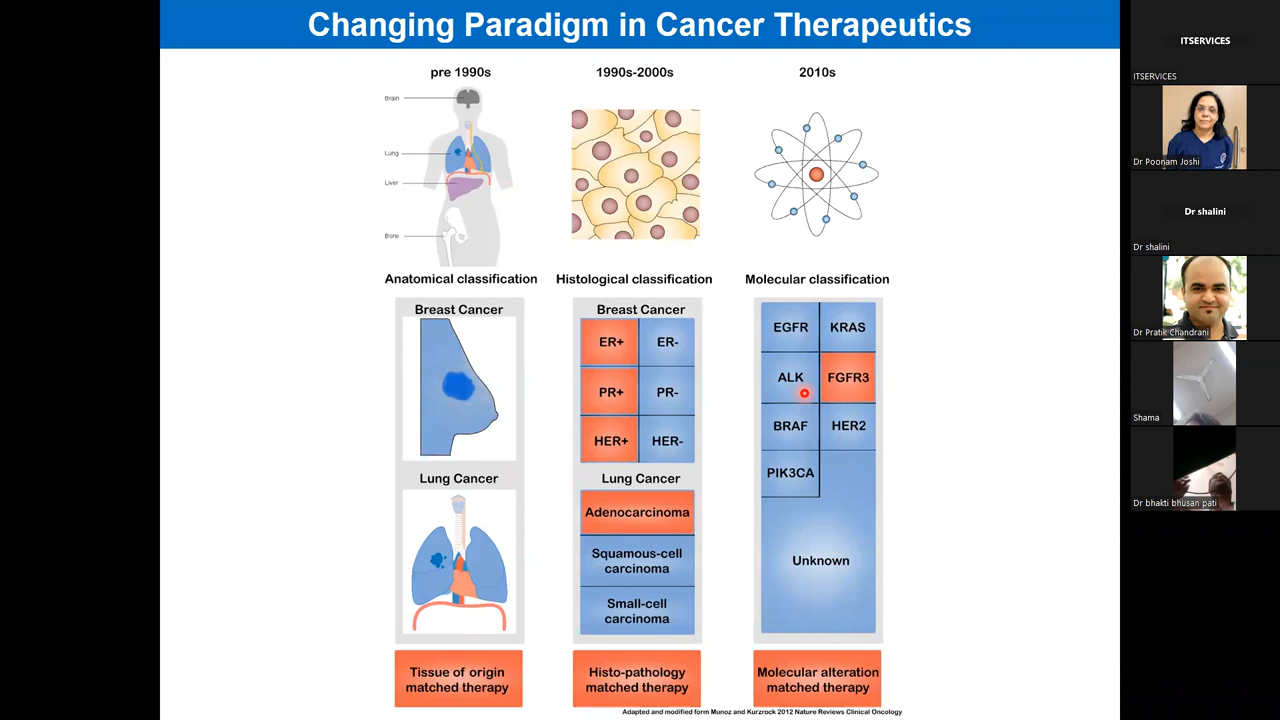 Changing Paradigm in Cancer Therapeutics
pre 1990s
1990s-2000s
2010s
Brain
Lung
Liver
Bone
Anatomical classification
Histological classification
Molecular classification
Breast Cancer
Lung Cancer
Breast Cancer
ER+
ER-
PR+
PR-
HER+
HER-
Lung Cancer
Adenocarcinoma
Squamous-cell
carcinoma
Small-cell
carcinoma
EGFR
KRAS
ALK
FGFR3
BRAF
HER2
PIK3CA
Unknown
Tissue of origin
matched therapy
Histo-pathology
matched therapy
Molecular alteration
matched therapy
Adapted and modified form Munoz and Kurzrock 2012 Nature Reviews Clinical Oncology
ITSERVICES
ITSERVICES
Dr Poonam Joshi
Dr shalini
Dr shalini
Dr Pratik Chandrani
Shama
Dr bhakti bhusan pati